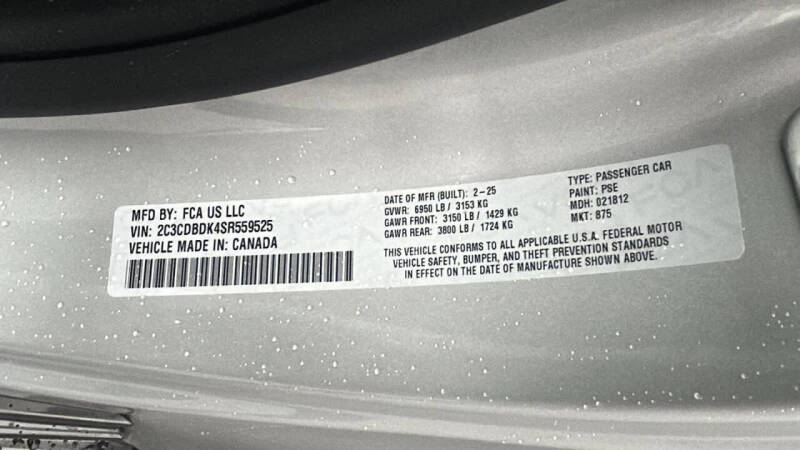 MFD BY: FCA US LLC
VIN: 2C3CDBDK4SR559525
VEHICLE MADE IN: CANADA
DATE OF MFR (BUILT): 2-25
GVWR: 6950 LB / 3153 KG
GAWR FRONT: 3150 LB / 1429 KG
GAWR REAR: 3800 LB / 1724 KG
TYPE: PASSENGER CAR
PAINT: PSE
MDH: 021812
MKT: 875
THIS VEHICLE CONFORMS TO ALL APPLICABLE U.S.A. FEDERAL MOTOR
VEHICLE SAFETY, BUMPER, AND THEFT PREVENTION STANDARDS
IN EFFECT ON THE DATE OF MANUFACTURE SHOWN ABOVE.